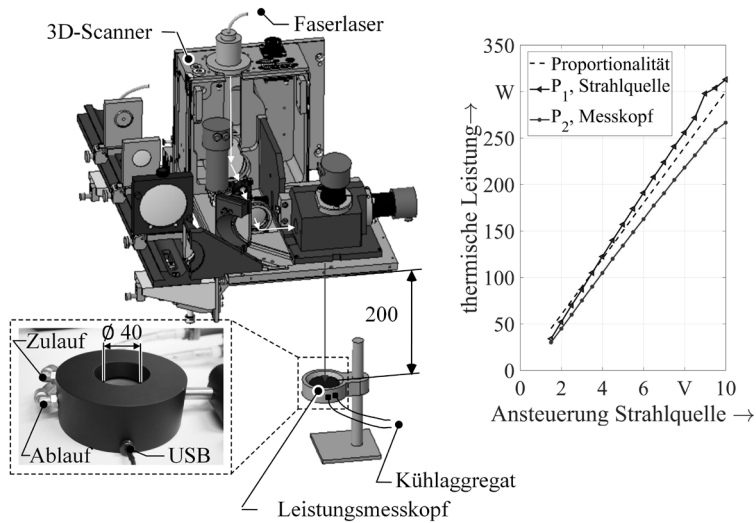 Faserlaser
3D-Scanner
200
Ø 40
Zulauf
Ablauf
USB
Kühlaggregat
Leistungsmesskopf
350
W
250
200
150
100
50
0
0 2 4 6 V 10
thermische Leistung→
Ansteuerung Strahlquelle →
Proportionalität
P1, Strahlquelle
P2, Messkopf